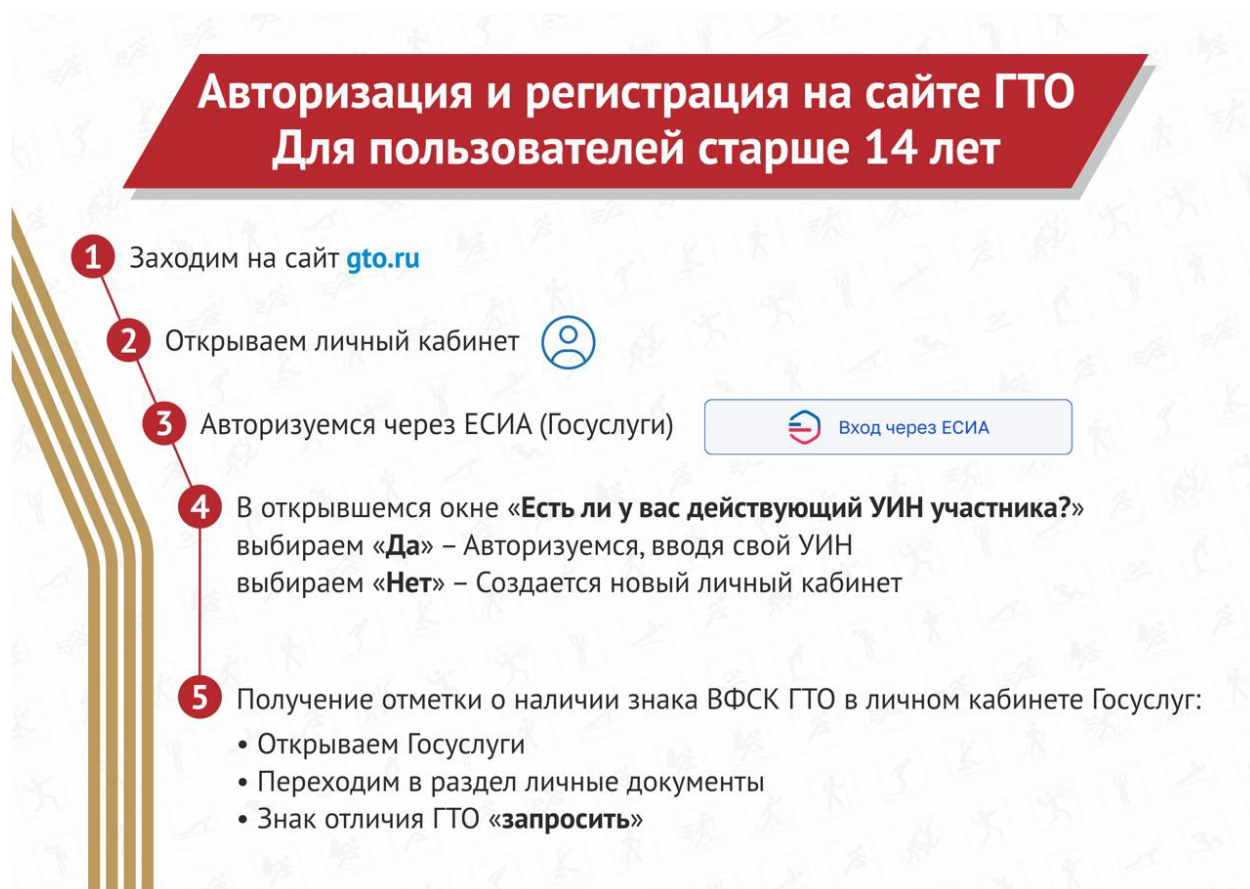 Авторизация и регистрация на сайте ГТО
Для пользователей старше 14 лет
1 Заходим на сайт gto.ru
2 Открываем личный кабинет
3 Авторизуемся через ЕСИА (Госуслуги) Вход через ЕСИА
4 В открывшемся окне «Есть ли у вас действующий УИН участника?»
выбираем «Да» – Авторизуемся, вводя свой УИН
выбираем «Нет» – Создается новый личный кабинет
5 Получение отметки о наличии знака ВФСК ГТО в личном кабинете Госуслуг:
• Открываем Госуслуги
• Переходим в раздел личные документы
• Знак отличия ГТО «запросить»